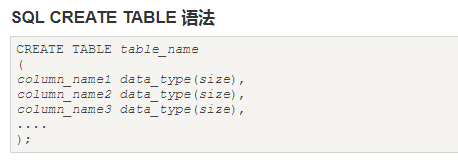 SQL CREATE TABLE 语法
CREATE TABLE table_name
(
column_name1 data_type(size),
column_name2 data_type(size),
column_name3 data_type(size),
....
);